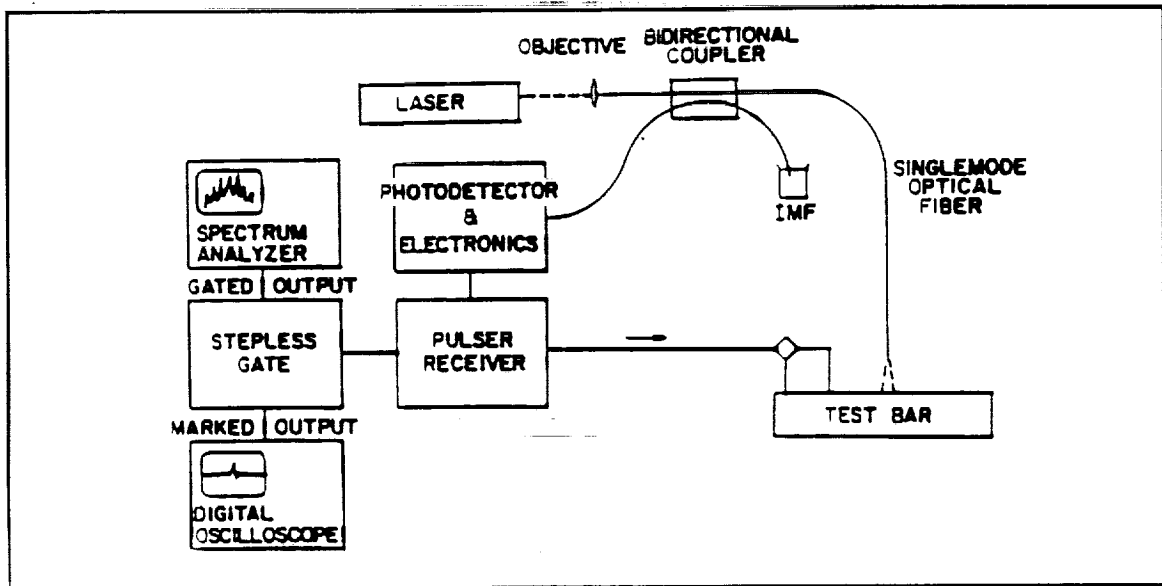 OBJECTIVE
BIDIRECTIONAL
COUPLER
LASER
SINGLEMODE
OPTICAL
FIBER
IMF
PHOTODETECTOR
&
ELECTRONICS
SPECTRUM
ANALYZER
GATED OUTPUT
STEPLESS
GATE
PULSER
RECEIVER
TEST BAR
MARKED OUTPUT
DIGITAL
OSCILLOSCOPE